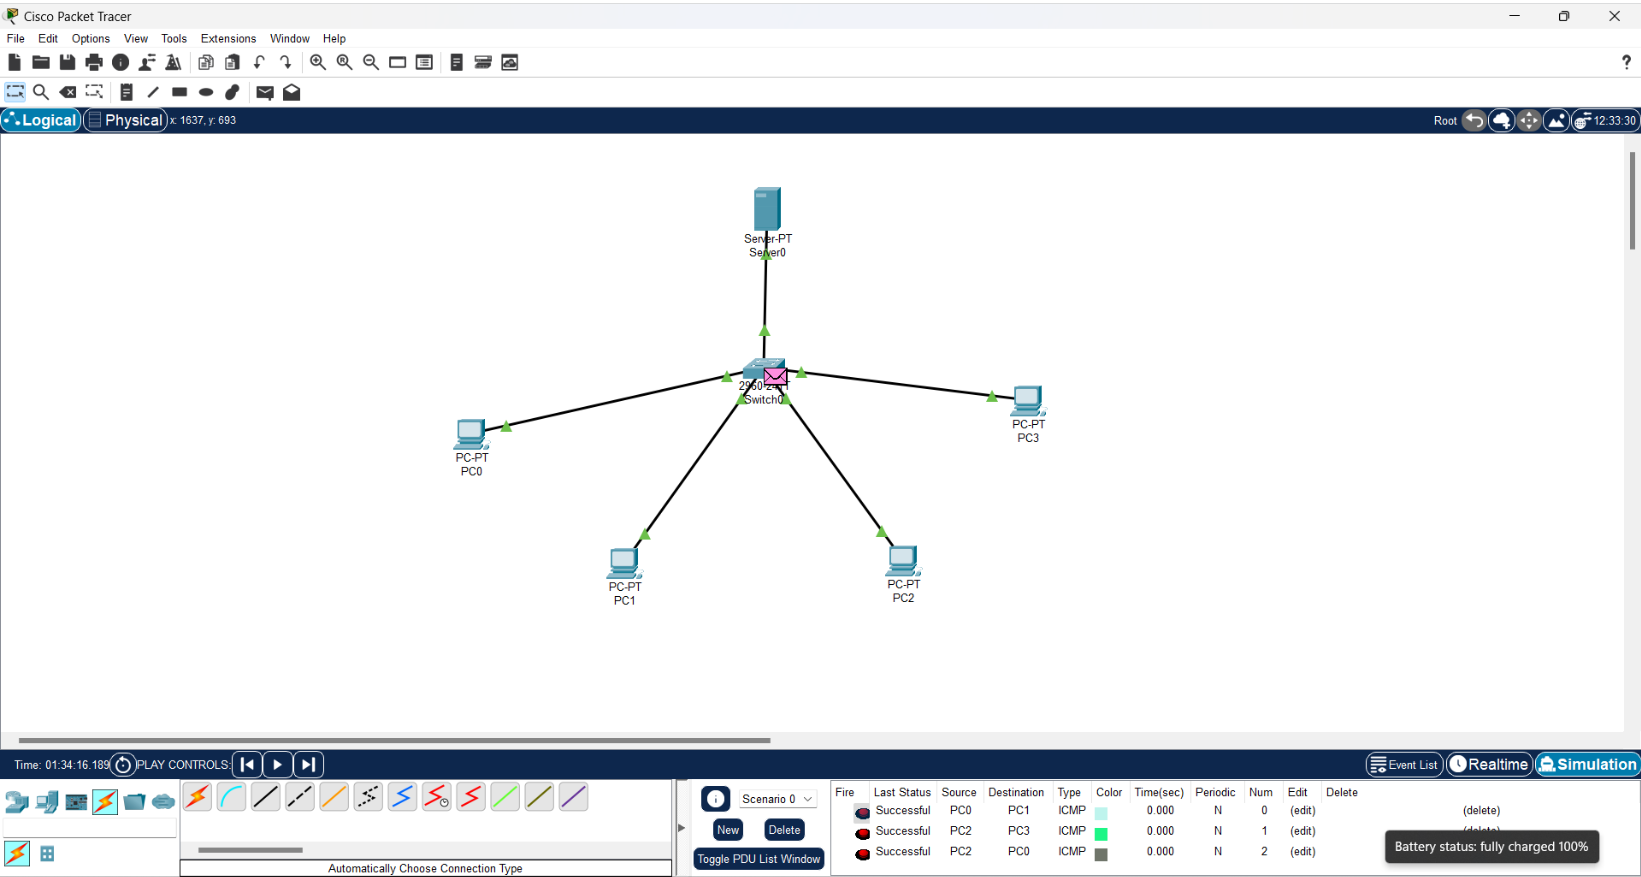 Cisco Packet Tracer
File Edit Options View Tools Extensions Window Help
?
Logical Physical x: 1637, y: 693 Root 12:33:30
Server-PT
Server0
Switch0
PC-PT
PC3
PC-PT
PC0
PC-PT
PC1
PC-PT
PC2
Time: 01:34:16.189 PLAY CONTROLS: Event List Realtime Simulation
Scenario 0
New Delete
Toggle PDU List Window
Automatically Choose Connection Type
Fire Last Status Source Destination Type Color Time(sec) Periodic Num Edit Delete
Successful PC0 PC1 ICMP 0.000 N 0 (edit) (delete)
Successful PC2 PC3 ICMP 0.000 N 1 (edit)
Successful PC2 PC0 ICMP 0.000 N 2 (edit)
Battery status: fully charged 100%